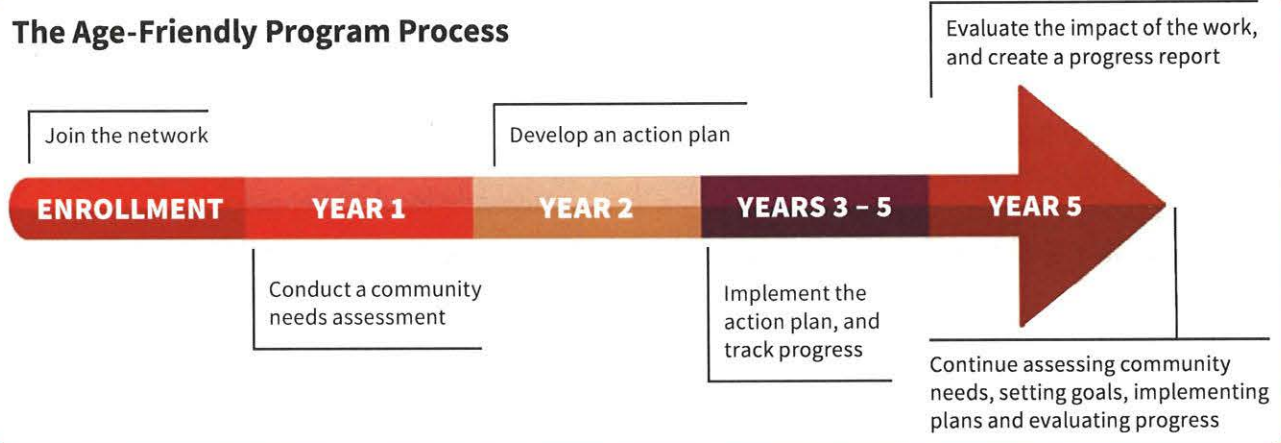 The Age-Friendly Program Process
Join the network
ENROLLMENT
YEAR 1
Conduct a community
needs assessment
Develop an action plan
YEAR 2
YEARS 3 – 5
Implement the
action plan, and
track progress
Evaluate the impact of the work,
and create a progress report
YEAR 5
Continue assessing community
needs, setting goals, implementing
plans and evaluating progress